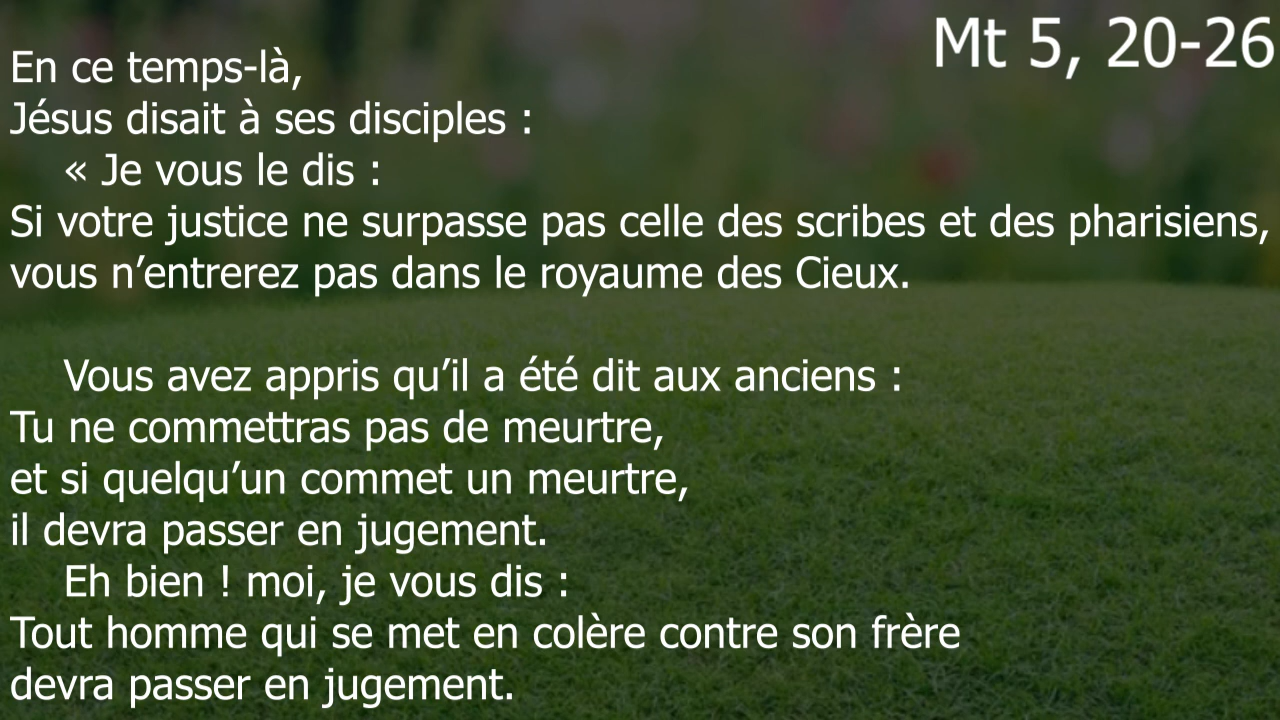 Mt 5, 20-26
En ce temps-là,
Jésus disait à ses disciples :
« Je vous le dis :
Si votre justice ne surpasse pas celle des scribes et des pharisiens,
vous n’entrerez pas dans le royaume des Cieux.
Vous avez appris qu’il a été dit aux anciens :
Tu ne commettras pas de meurtre,
et si quelqu’un commet un meurtre,
il devra passer en jugement.
Eh bien ! moi, je vous dis :
Tout homme qui se met en colère contre son frère
devra passer en jugement.